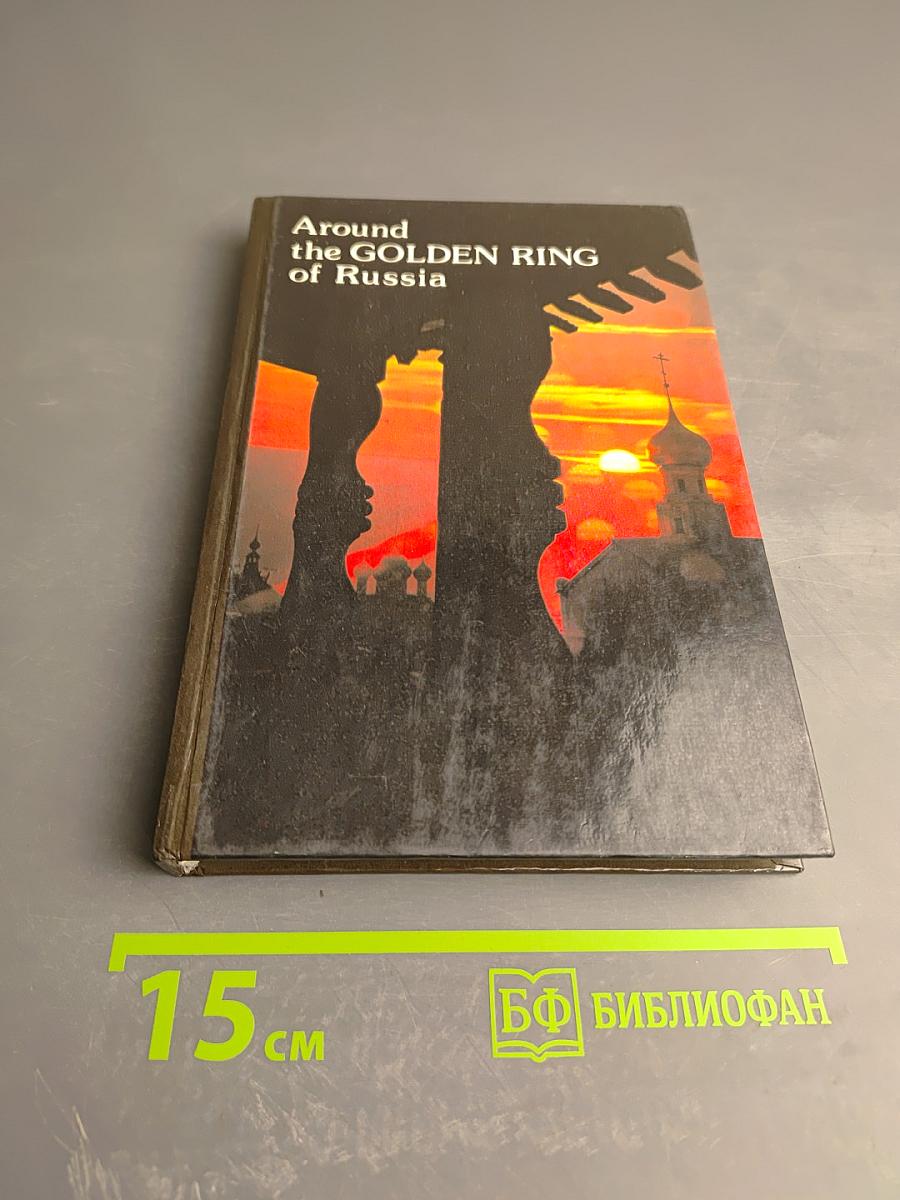 Around
the GOLDEN RING
of Russia
15 см
БФ БИБЛИОФАН